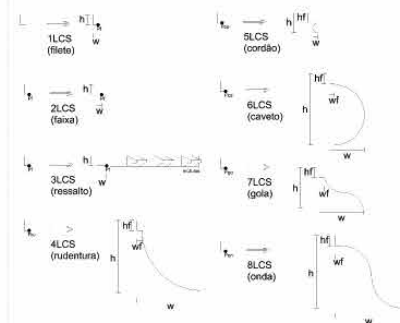 h
1LCS
(filete)
w
h
2LCS
(faixa)
w
h
3LCS
(ressalto)
w
hf
4LCS
(rudentura)
h
wf
w
h hf
5LCS
(cordão)
w
hf
6LCS
(caveto)
h
wf
w
hf
7LCS
(gola)
h
wf
w
hf
8LCS
(onda)
h
wf
w